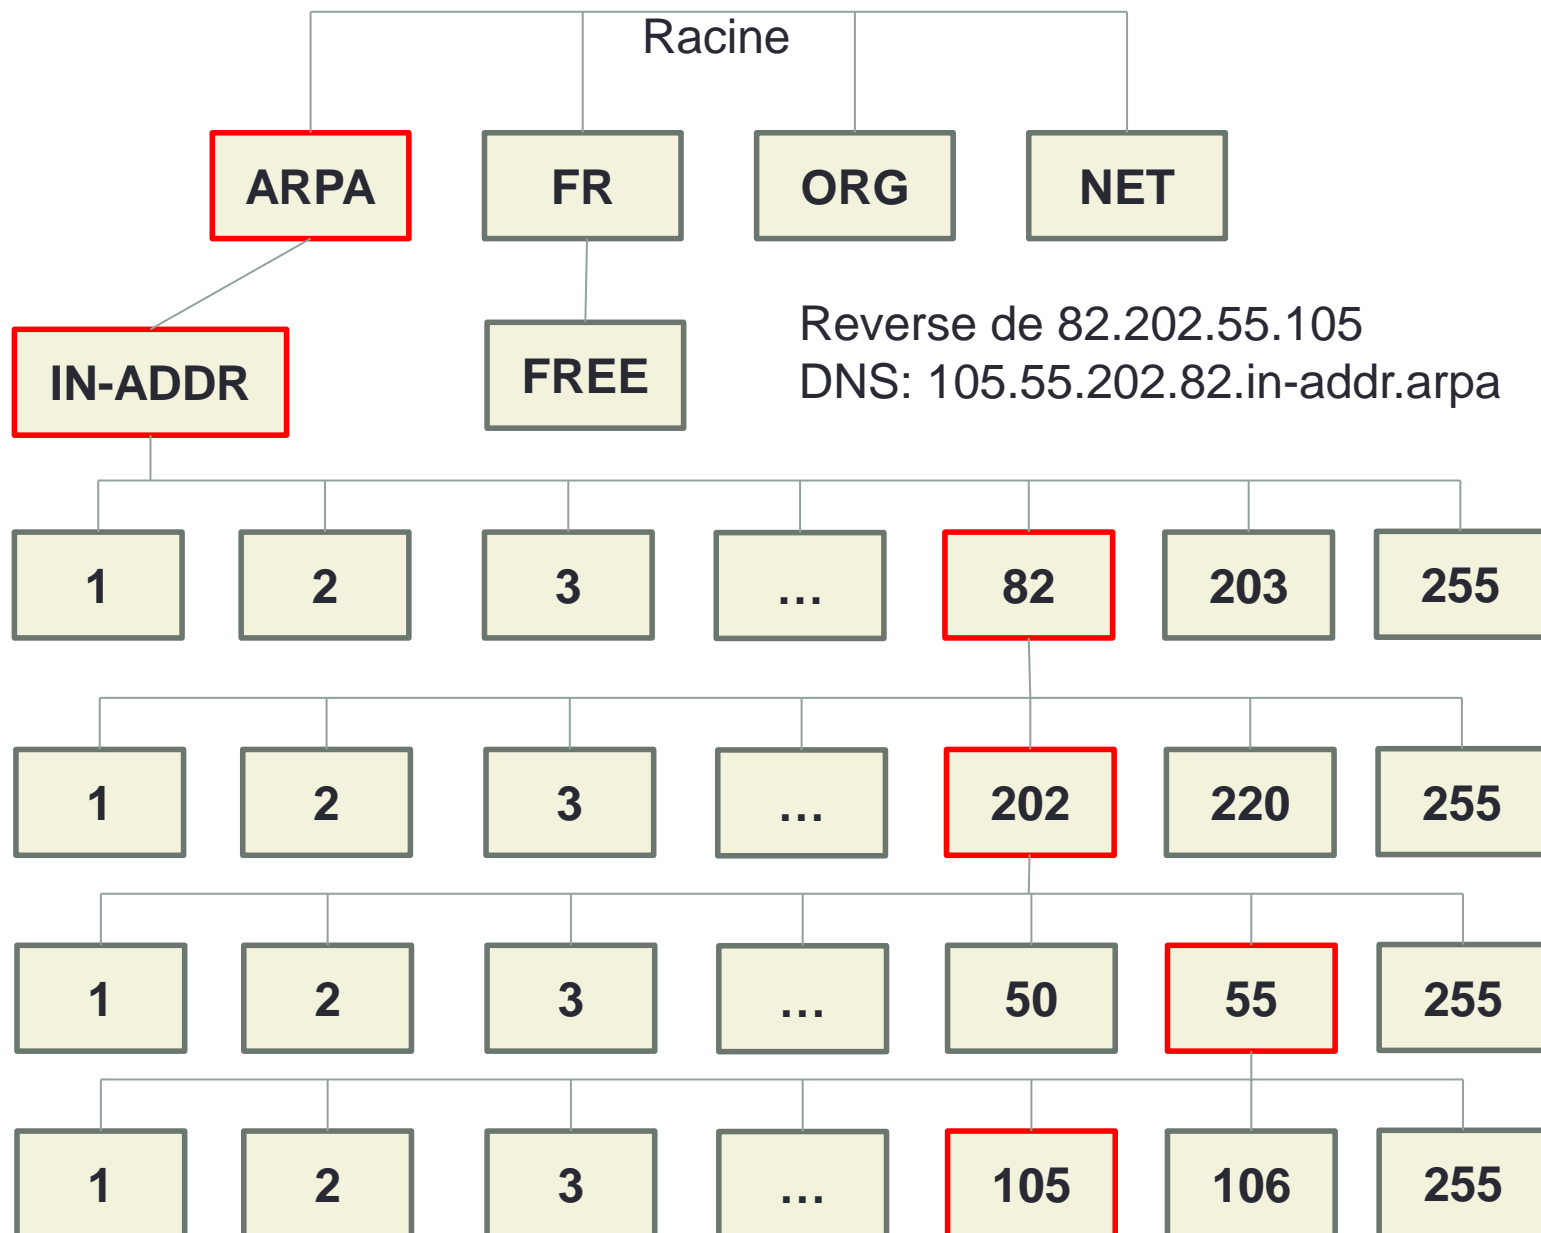 Racine
ARPA FR ORG NET
Reverse de 82.202.55.105
DNS: 105.55.202.82.in-addr.arpa
IN-ADDR FREE
1 2 3 … 82 203 255
1 2 3 … 202 220 255
1 2 3 … 50 55 255
1 2 3 … 105 106 255